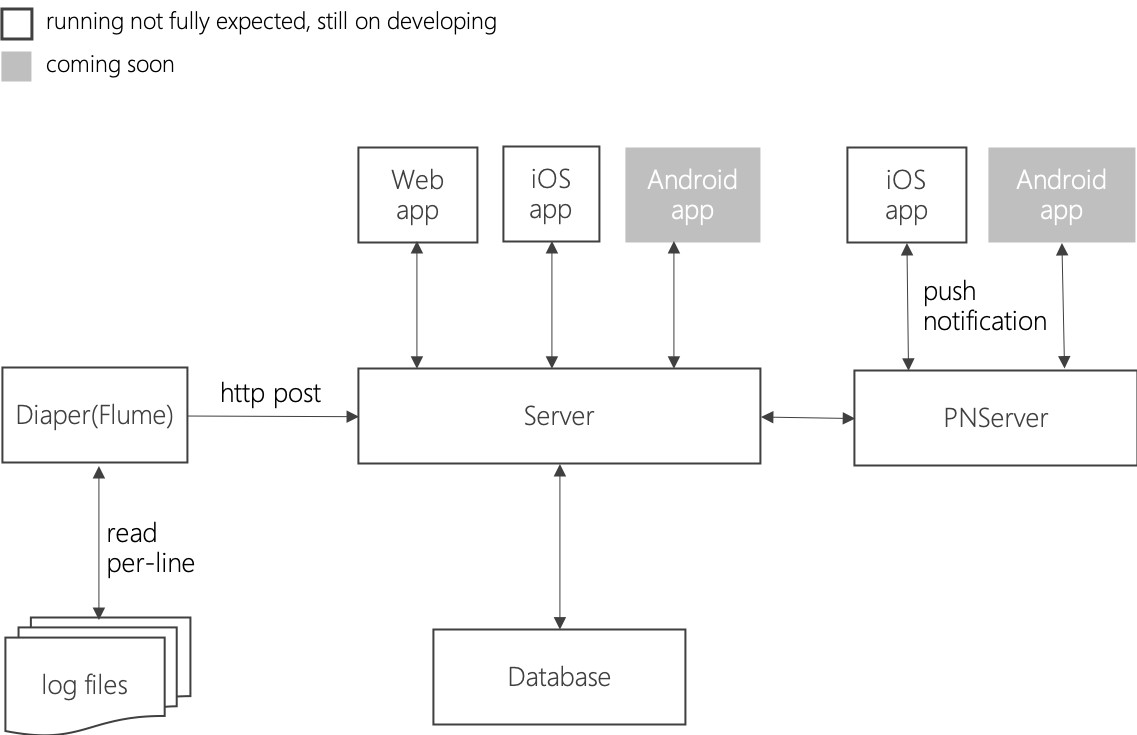 running not fully expected, still on developing
coming soon
Web
app
iOS
app
Android
app
iOS
app
Android
app
push
notification
Diaper(Flume)
http post
Server
PNServer
read
per-line
log files
Database